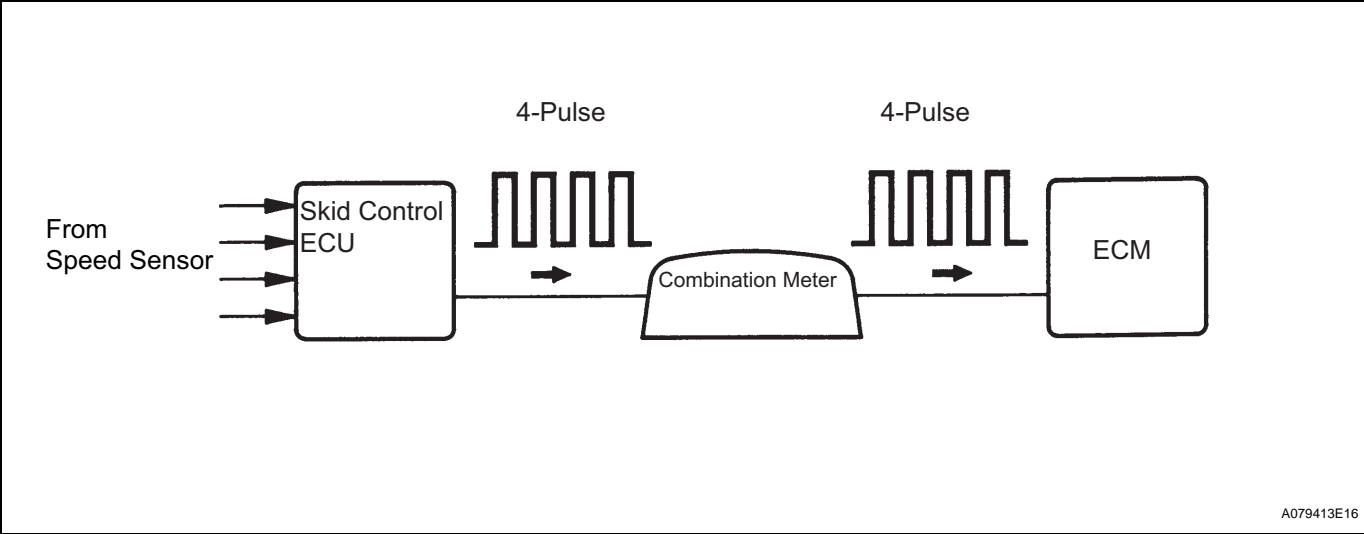 4-Pulse
4-Pulse
From
Speed Sensor
Skid Control
ECU
Combination Meter
ECM
A079413E16